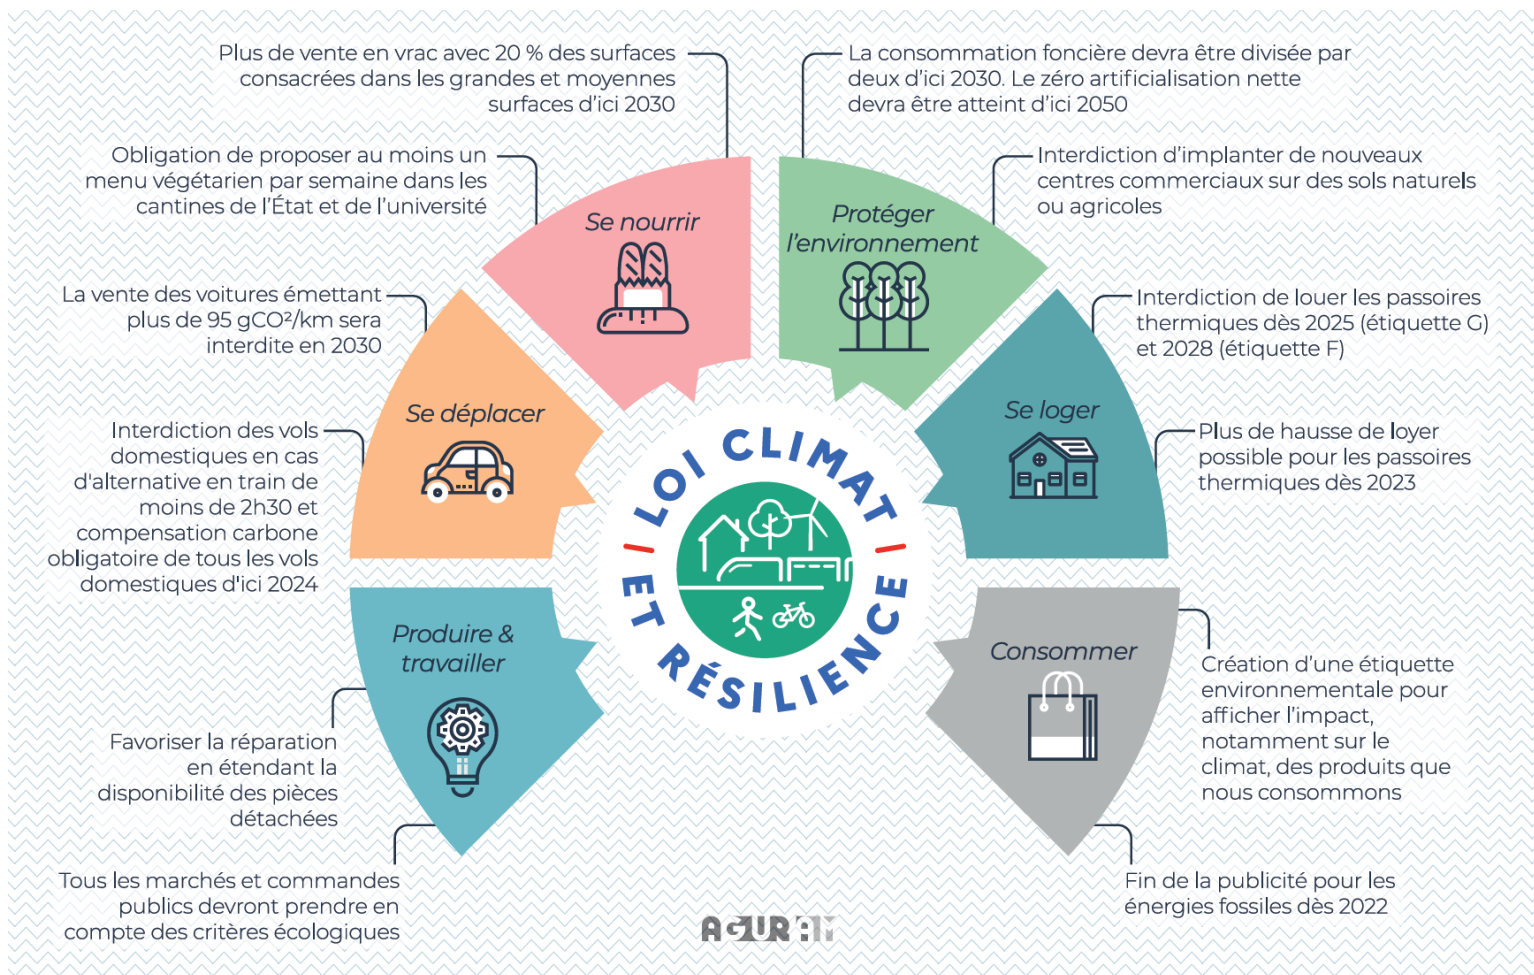 Plus de vente en vrac avec 20 % des surfaces
consacrées dans les grandes et moyennes
surfaces d'ici 2030
La consommation foncière devra être divisée par
deux d'ici 2030. Le zéro artificialisation nette
devra être atteint d'ici 2050
Obligation de proposer au moins un
menu végétarien par semaine dans les
cantines de l'État et de l'université
Interdiction d'implanter de nouveaux
centres commerciaux sur des sols naturels
ou agricoles
Se nourrir
Protéger
l'environnement
La vente des voitures émettant
plus de 95 gCO²/km sera
interdite en 2030
Interdiction de louer les passoires
thermiques dès 2025 (étiquette G)
et 2028 (étiquette F)
Se déplacer
Se loger
Interdiction des vols
domestiques en cas
d'alternative en train de
moins de 2h30 et
compensation carbone
obligatoire de tous les vols
domestiques d'ici 2024
Plus de hausse de loyer
possible pour les passoires
thermiques dès 2023
LOI CLIMAT
ET RÉSILIENCE
Produire &
travailler
Consommer
Favoriser la réparation
en étendant la
disponibilité des pièces
détachées
Création d'une étiquette
environnementale pour
afficher l'impact,
notamment sur le
climat, des produits que
nous consommons
Tous les marchés et commandes
publics devront prendre en
compte des critères écologiques
Fin de la publicité pour les
énergies fossiles dès 2022
AGURAM